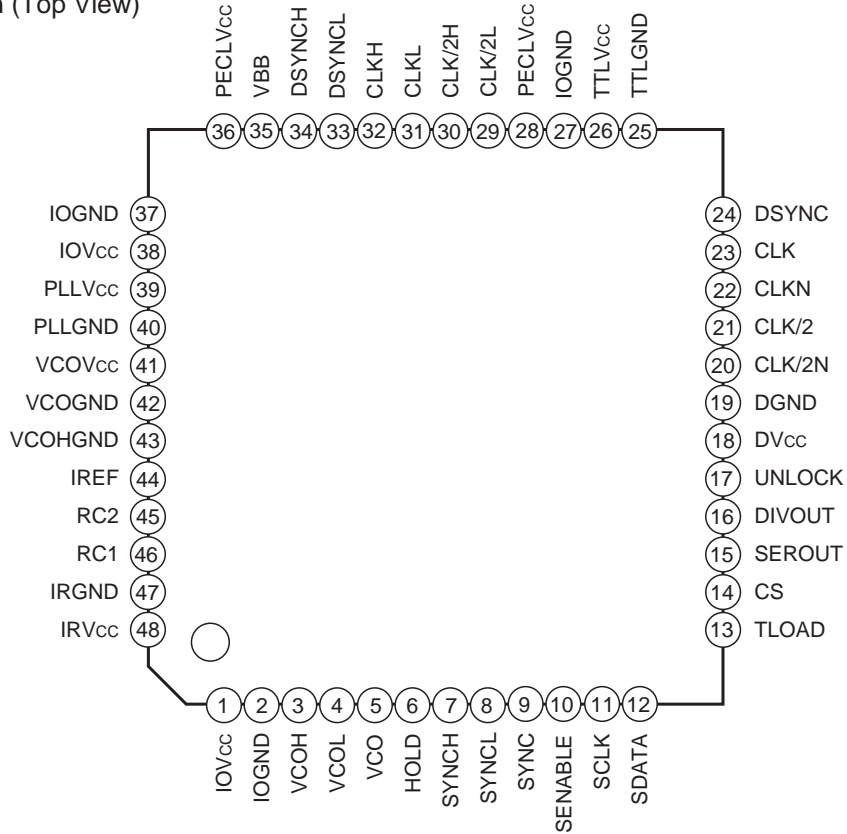 (Top View)
PECLVcc
VBB
DSYNCH
DSYNCL
CLKH
CLKL
CLK/2H
CLK/2L
PECLVcc
IOGND
TTLVcc
TTLGND
36 35 34 33 32 31 30 29 28 27 26 25
IOGND 37
IOVcc 38
PLLVcc 39
PLLGND 40
VCOVcc 41
VCOGND 42
VCOHGND 43
IREF 44
RC2 45
RC1 46
IRGND 47
IRVcc 48
24 DSYNC
23 CLK
22 CLKN
21 CLK/2
20 CLK/2N
19 DGND
18 DVcc
17 UNLOCK
16 DIVOUT
15 SEROUT
14 CS
13 TLOAD
1 2 3 4 5 6 7 8 9 10 11 12
IOVcc
IOGND
VCOH
VCOL
VCO
HOLD
SYNCH
SYNCL
SYNC
SENABLE
SCLK
SDATA